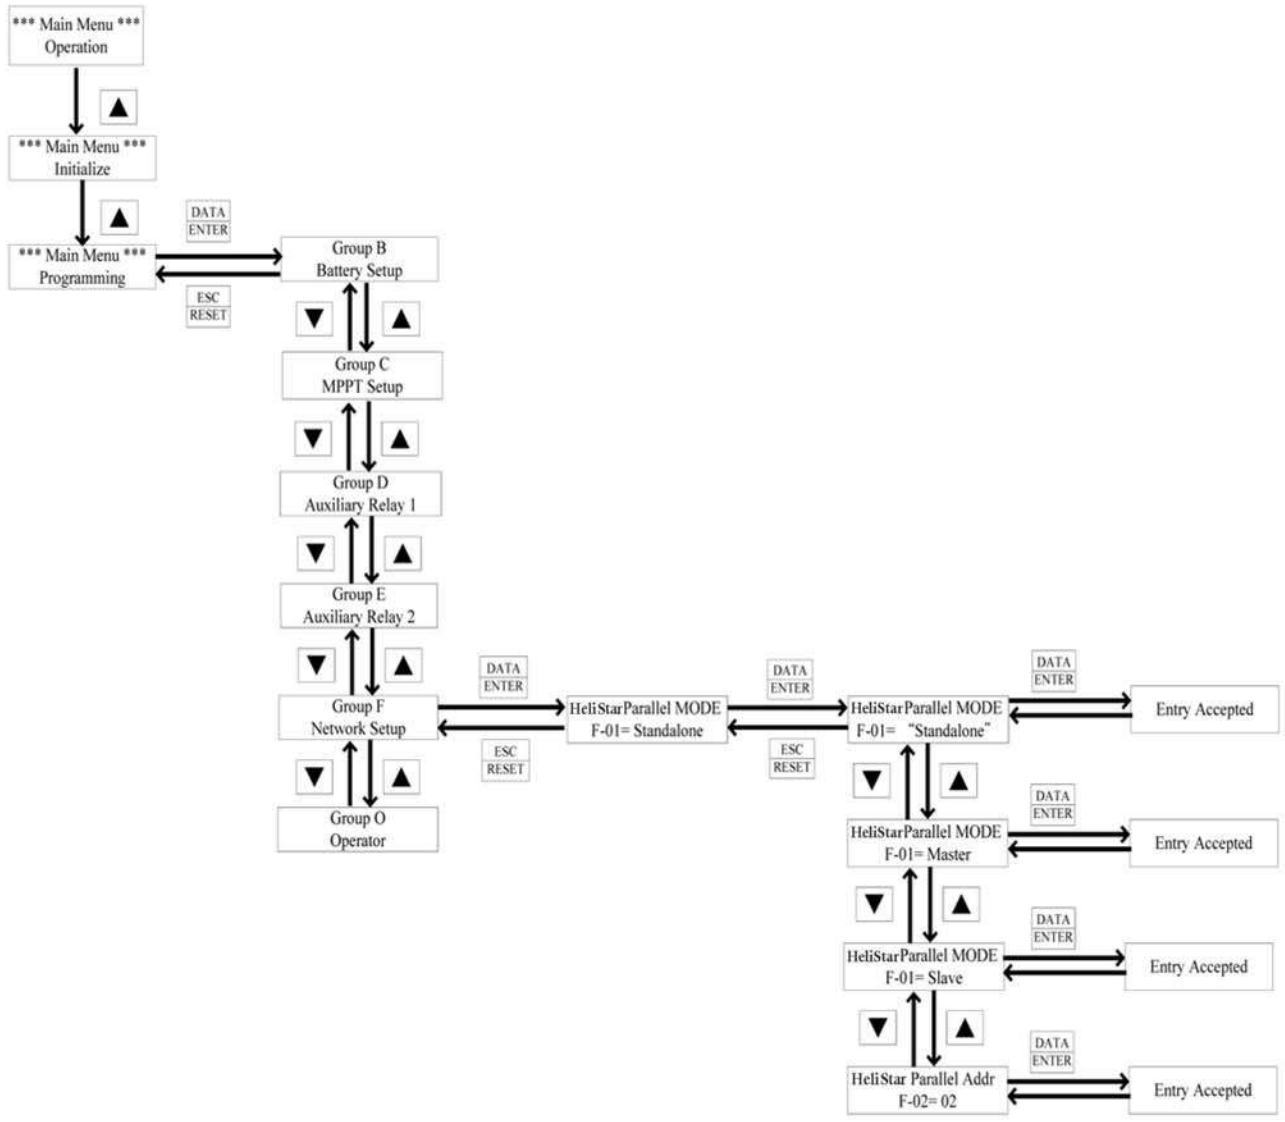 *** Main Menu ***
Operation
*** Main Menu ***
Initialize
*** Main Menu ***
Programming
DATA
ENTER
ESC
RESET
Group B
Battery Setup
Group C
MPPT Setup
Group D
Auxiliary Relay 1
Group E
Auxiliary Relay 2
Group F
Network Setup
Group O
Operator
DATA
ENTER
ESC
RESET
HeliStar Parallel MODE
F-01= Standalone
DATA
ENTER
ESC
RESET
HeliStar Parallel MODE
F-01= “Standalone”
DATA
ENTER
Entry Accepted
HeliStar Parallel MODE
F-01= Master
DATA
ENTER
Entry Accepted
HeliStar Parallel MODE
F-01= Slave
DATA
ENTER
Entry Accepted
HeliStar Parallel Addr
F-02= 02
DATA
ENTER
Entry Accepted